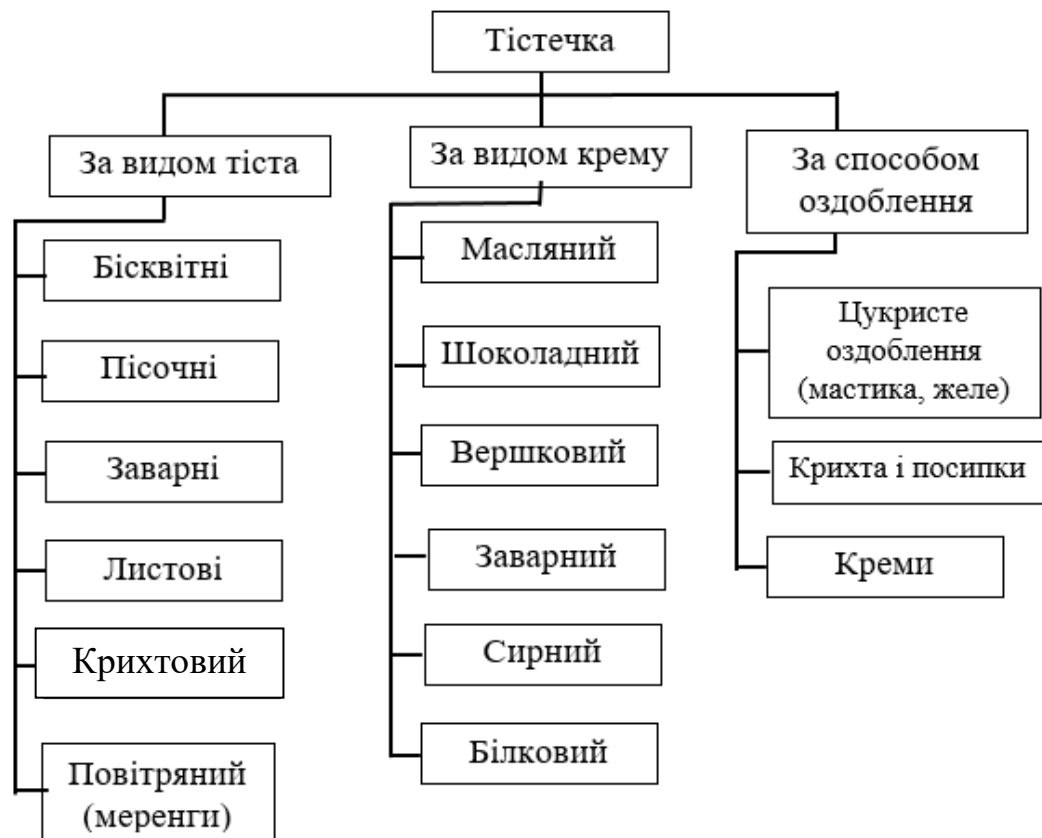 Тістечка
За видом тіста
Бісквітні
Пісочні
Заварні
Листові
Крихтовий
Повітряний
(меренги)
За видом крему
Масляний
Шоколадний
Вершковий
Заварний
Сирний
Білковий
За способом
оздоблення
Цукристе
оздоблення
(мастика, желе)
Крихта і посипки
Креми